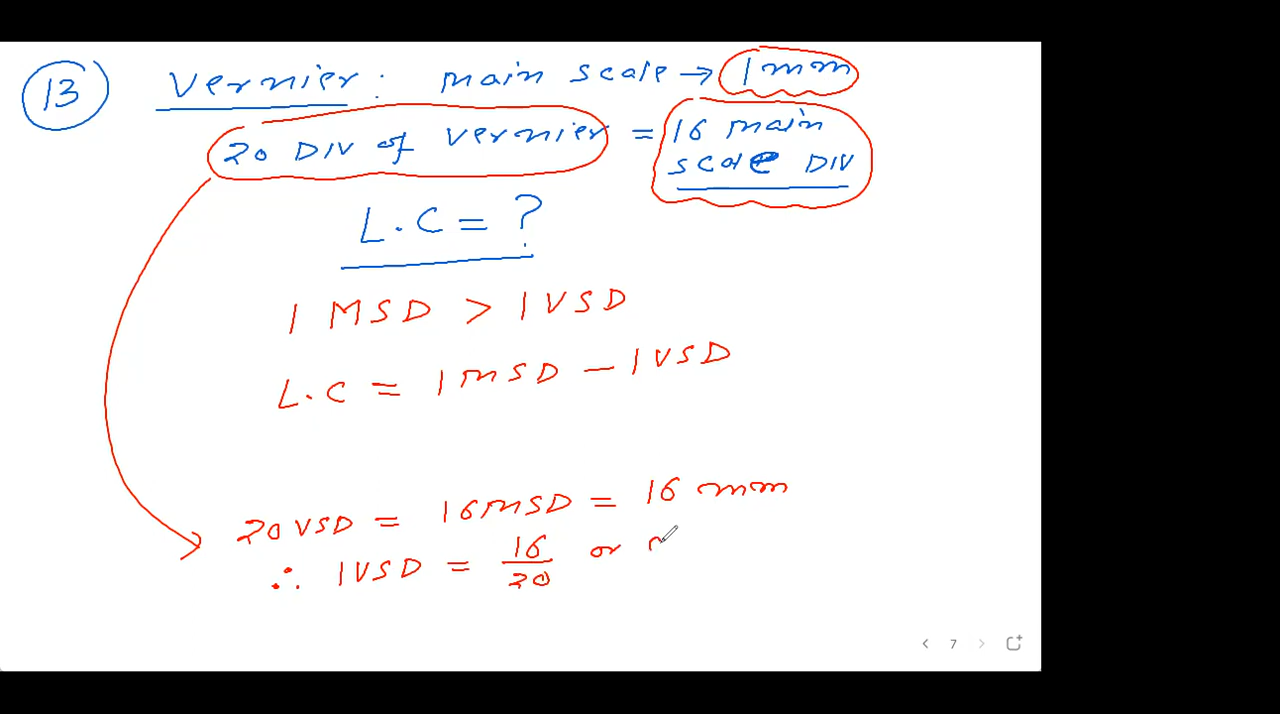 13 Vernier: main scale → 1mm
20 DIV of vernier = 16 main
scale DIV
L.C = ?
1 MSD > 1 VSD
L.C = 1 MSD - 1 VSD
20 VSD = 16 MSD = 16 mm
∴ 1 VSD = 16/20 or
7